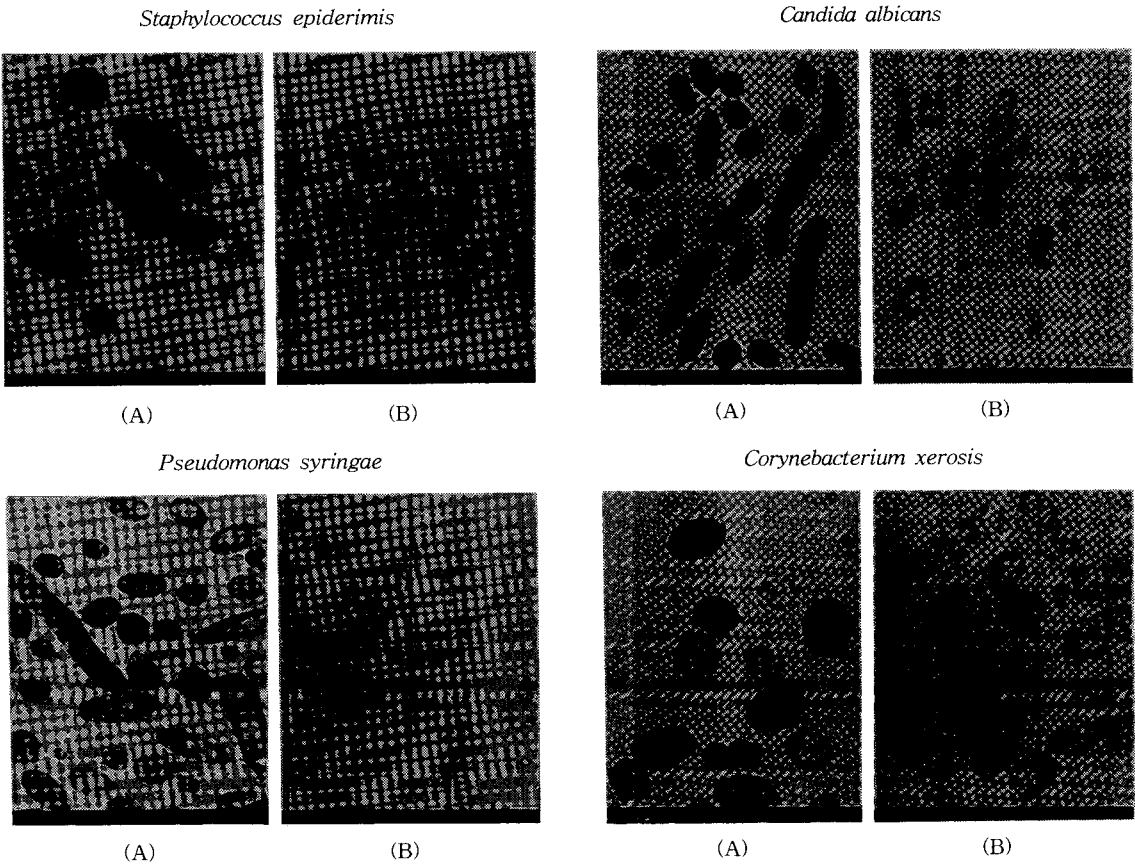 Staphylococcus epiderimis
Candida albicans
(A)
(B)
(A)
(B)
Pseudomonas syringae
Corynebacterium xerosis
(A)
(B)
(A)
(B)